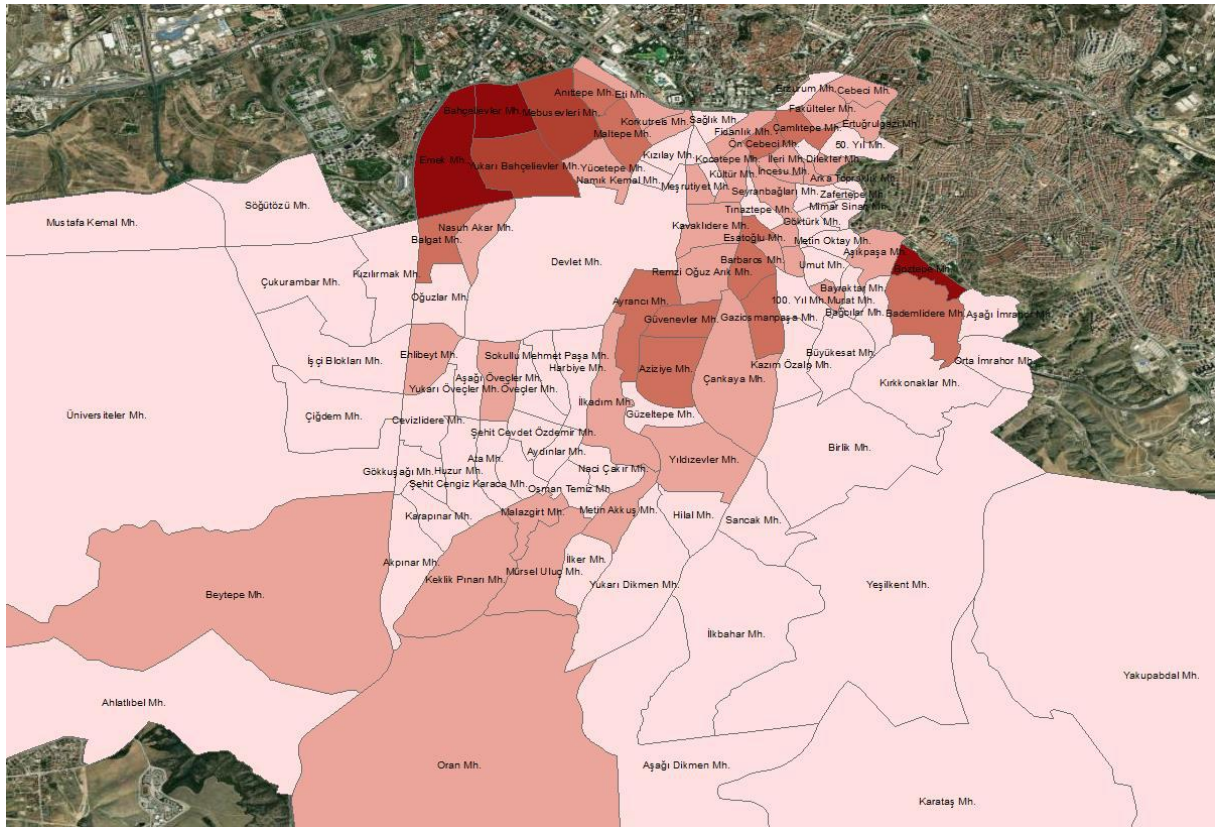 Erzurum Mh.
Cebeci Mh.
Anıttepe Mh.
Eti Mh.
Fakülteler Mh.
Bahçelievler Mh.
Mebusevleri Mh.
Korkutreis Mh.
Sağlık Mh.
Çamlıtepe Mh.
Ertuğrulgazi Mh.
Maltepe Mh.
Fidanlık Mh.
Ön Cebeci Mh.
50. Yıl Mh.
Emek Mh.
Yukarı Bahçelievler Mh.
Yücetepe Mh.
Kızılay Mh.
Kocatepe Mh.
İleri Mh.
Dilekler Mh.
Namık Kemal Mh.
Kültür Mh.
İncesu Mh.
Arka Topraklık Mh.
Meşrutiyet Mh.
Seyranbağları Mh.
Zafertepe Mh.
Söğütözü Mh.
Mimar Sinan Mh.
Mustafa Kemal Mh.
Tınaztepe Mh.
Göktürk Mh.
Nasuh Akar Mh.
Kavaklıdere Mh.
Balgat Mh.
Esatoğlu Mh.
Metin Oktay Mh.
Aşıkpaşa Mh.
Devlet Mh.
Barbaros Mh.
Umut Mh.
Boztepe Mh.
Kızılırmak Mh.
Remzi Oğuz Arık Mh.
Çukurambar Mh.
Bayraktar Mh.
Oğuzlar Mh.
Ayrancı Mh.
100. Yıl Mh.
Murat Mh.
Bağcılar Mh.
Bademlidere Mh.
Aşağı İmrahor Mh.
Güvenevler Mh.
Gaziosmanpaşa Mh.
İşçi Blokları Mh.
Ehlibeyt Mh.
Sokullu Mehmet Paşa Mh.
Büyükesat Mh.
Harbiye Mh.
Kazım Özalp Mh.
Orta İmrahor Mh.
Aziziye Mh.
Çankaya Mh.
Aşağı Öveçler Mh.
Kırkkonaklar Mh.
Yukarı Öveçler Mh.
Öveçler Mh.
İlkadım Mh.
Üniversiteler Mh.
Çiğdem Mh.
Cevizlidere Mh.
Güzeltepe Mh.
Şehit Cevdet Özdemir Mh.
Birlik Mh.
Aydınlar Mh.
Ata Mh.
Yıldızevler Mh.
Gökkuşağı Mh.
Huzur Mh.
Naci Çakır Mh.
Şehit Cengiz Karaca Mh.
Osman Temiz Mh.
Malazgirt Mh.
Metin Akkuş Mh.
Karapınar Mh.
Hilal Mh.
Sancak Mh.
Akpınar Mh.
İlker Mh.
Mürsel Uluç Mh.
Keklik Pınarı Mh.
Yukarı Dikmen Mh.
Yeşilkent Mh.
Beytepe Mh.
İlkbahar Mh.
Yakupabdal Mh.
Ahlatlıbel Mh.
Oran Mh.
Aşağı Dikmen Mh.
Karataş Mh.